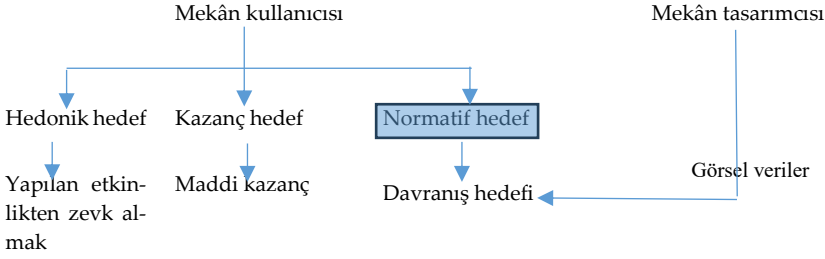 Mekân kullanıcısı
Mekân tasarımcısı
Hedonik hedef
Kazanç hedef
Normatif hedef
Yapılan etkin-
likten zevk al-
mak
Maddi kazanç
Davranış hedefi
Görsel veriler